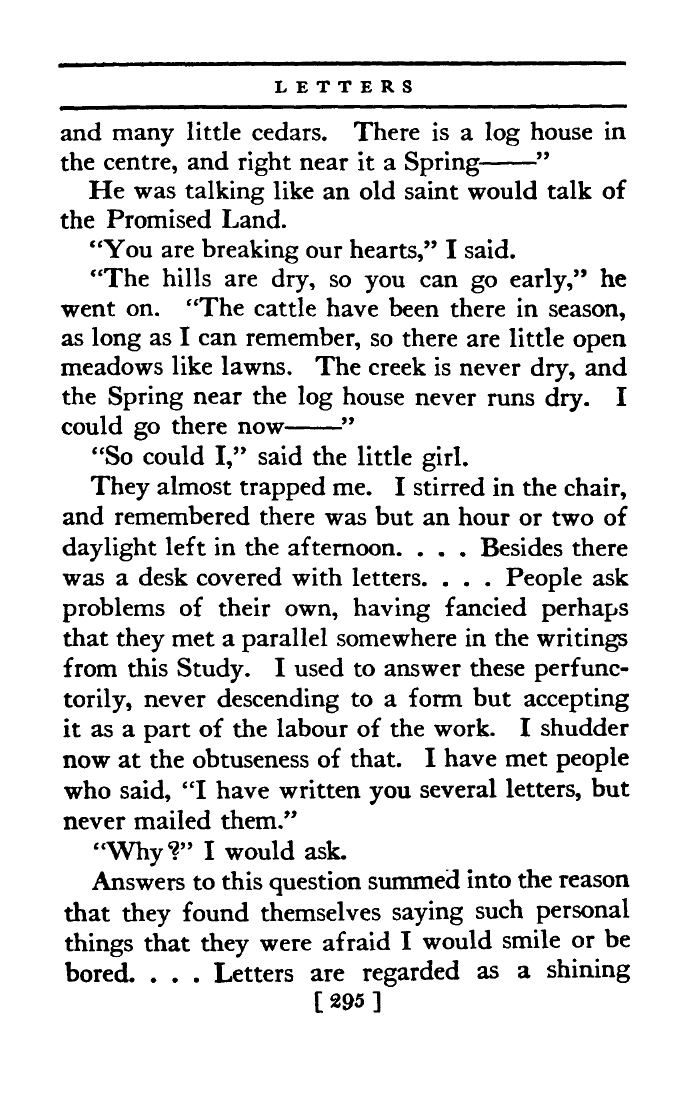 LETTERS
and many little cedars. There is a log house in
the centre, and right near it a Spring——”
He was talking like an old saint would talk of
the Promised Land.
“You are breaking our hearts,” I said.
“The hills are dry, so you can go early,” he
went on. “The cattle have been there in season,
as long as I can remember, so there are little open
meadows like lawns. The creek is never dry, and
the Spring near the log house never runs dry. I
could go there now——”
“So could I,” said the little girl.
They almost trapped me. I stirred in the chair,
and remembered there was but an hour or two of
daylight left in the afternoon. . . . Besides there
was a desk covered with letters. . . . People ask
problems of their own, having fancied perhaps
that they met a parallel somewhere in the writings
from this Study. I used to answer these perfunc-
torily, never descending to a form but accepting
it as a part of the labour of the work. I shudder
now at the obtuseness of that. I have met people
who said, “I have written you several letters, but
never mailed them.”
“Why?” I would ask.
Answers to this question summed into the reason
that they found themselves saying such personal
things that they were afraid I would smile or be
bored. . . . Letters are regarded as a shining
[ 295 ]